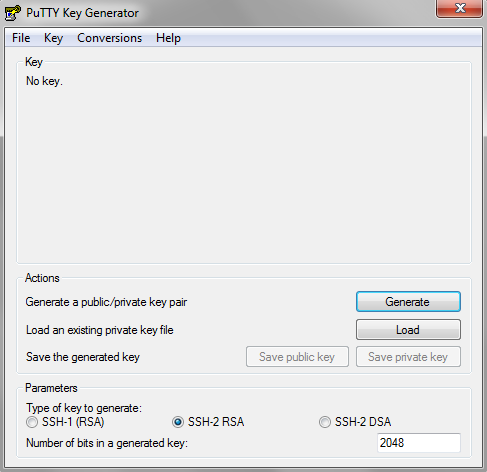 PuTTY Key Generator
File Key Conversions Help
Key
No key.
Actions
Generate a public/private key pair Generate
Load an existing private key file Load
Save the generated key Save public key Save private key
Parameters
Type of key to generate:
SSH-1 (RSA) SSH-2 RSA SSH-2 DSA
Number of bits in a generated key: 2048